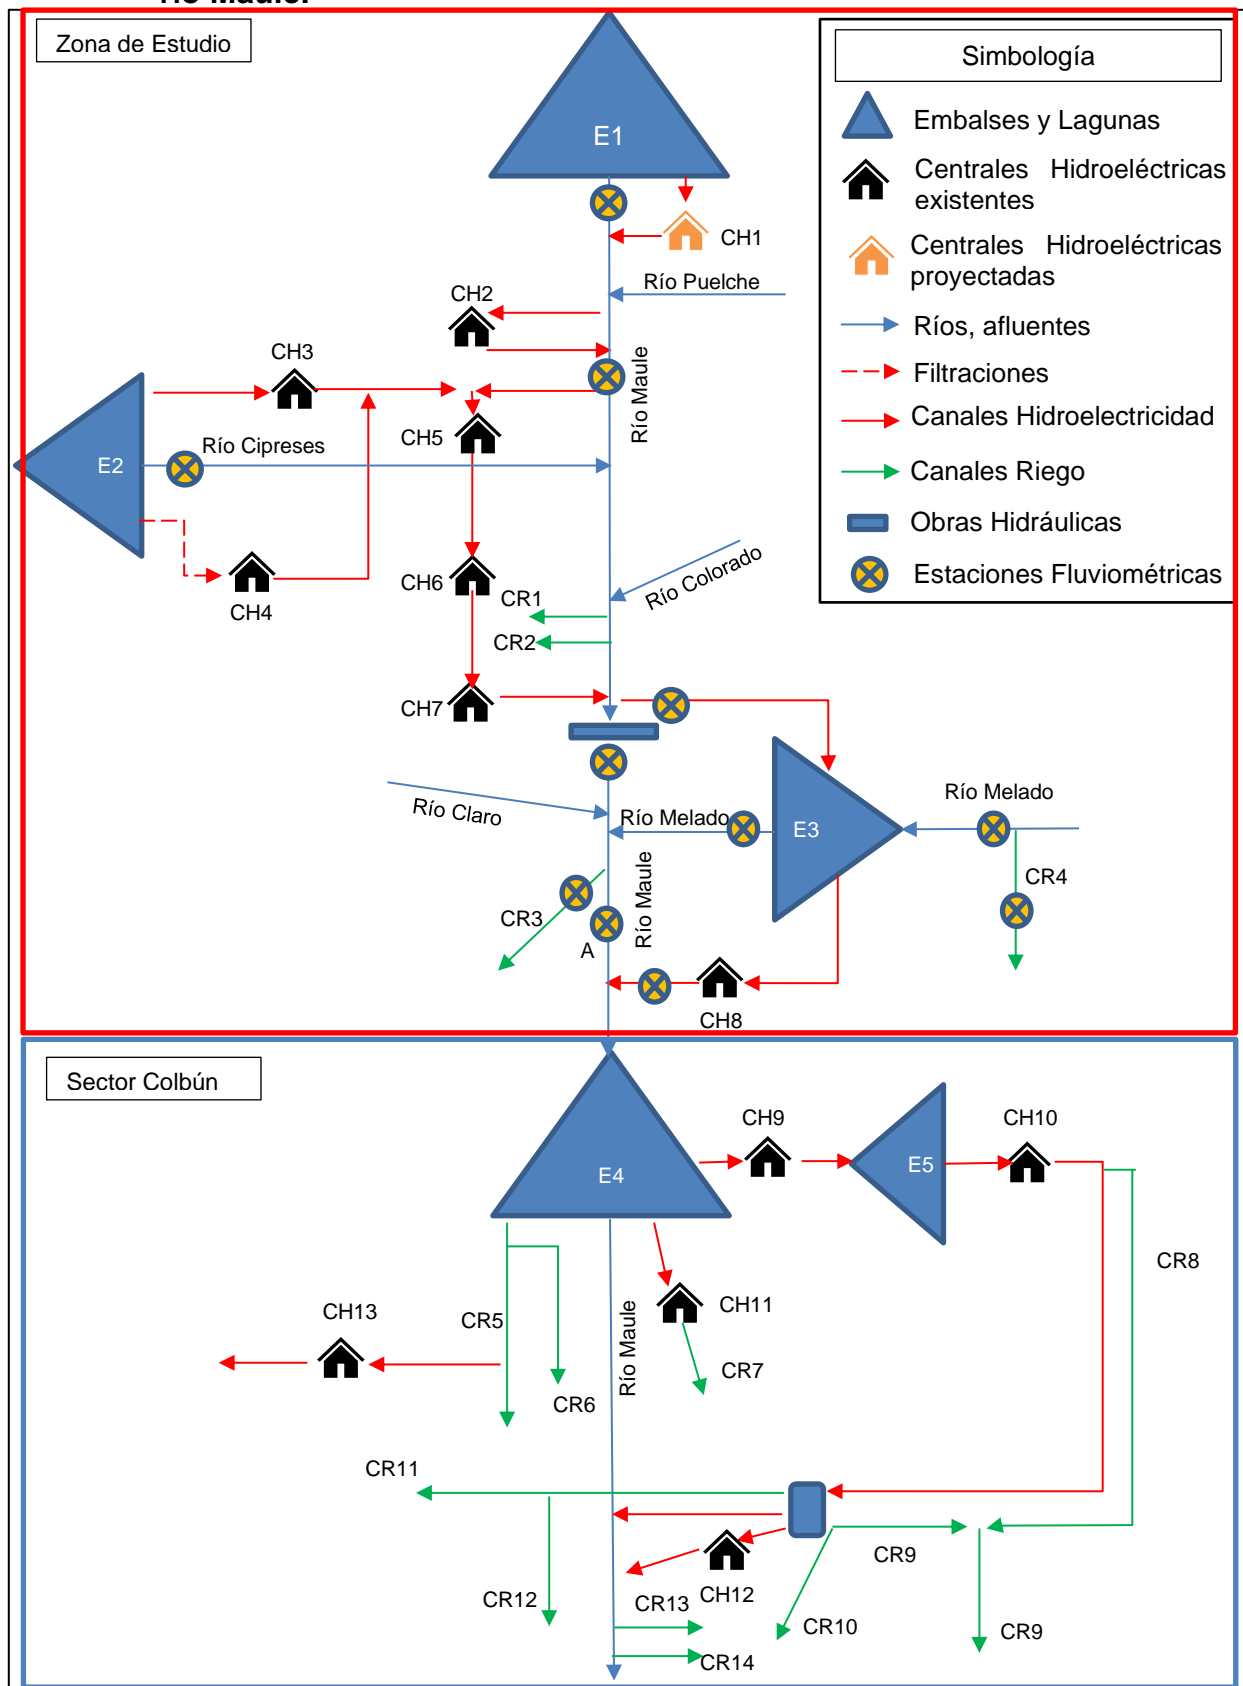 río Maule.
Zona de Estudio
Simbología
E1
Embalses y Lagunas
Centrales Hidroeléctricas
existentes
CH1
Centrales Hidroeléctricas
proyectadas
Río Puelche
CH2
Ríos, afluentes
CH3
Río Maule
Filtraciones
Canales Hidroelectricidad
CH5
Río Cipreses
E2
Canales Riego
Obras Hidráulicas
Río Colorado
Estaciones Fluviométricas
CH6
CR1
CH4
CR2
CH7
Río Claro
Río Melado
E3
Río Melado
CR4
Río Maule
CR3
A
CH8
Sector Colbún
CH9
CH10
E4
E5
CR8
CH11
CH13
CR5
Río Maule
CR7
CR6
CR11
CR9
CH12
CR12
CR13
CR10
CR9
CR14